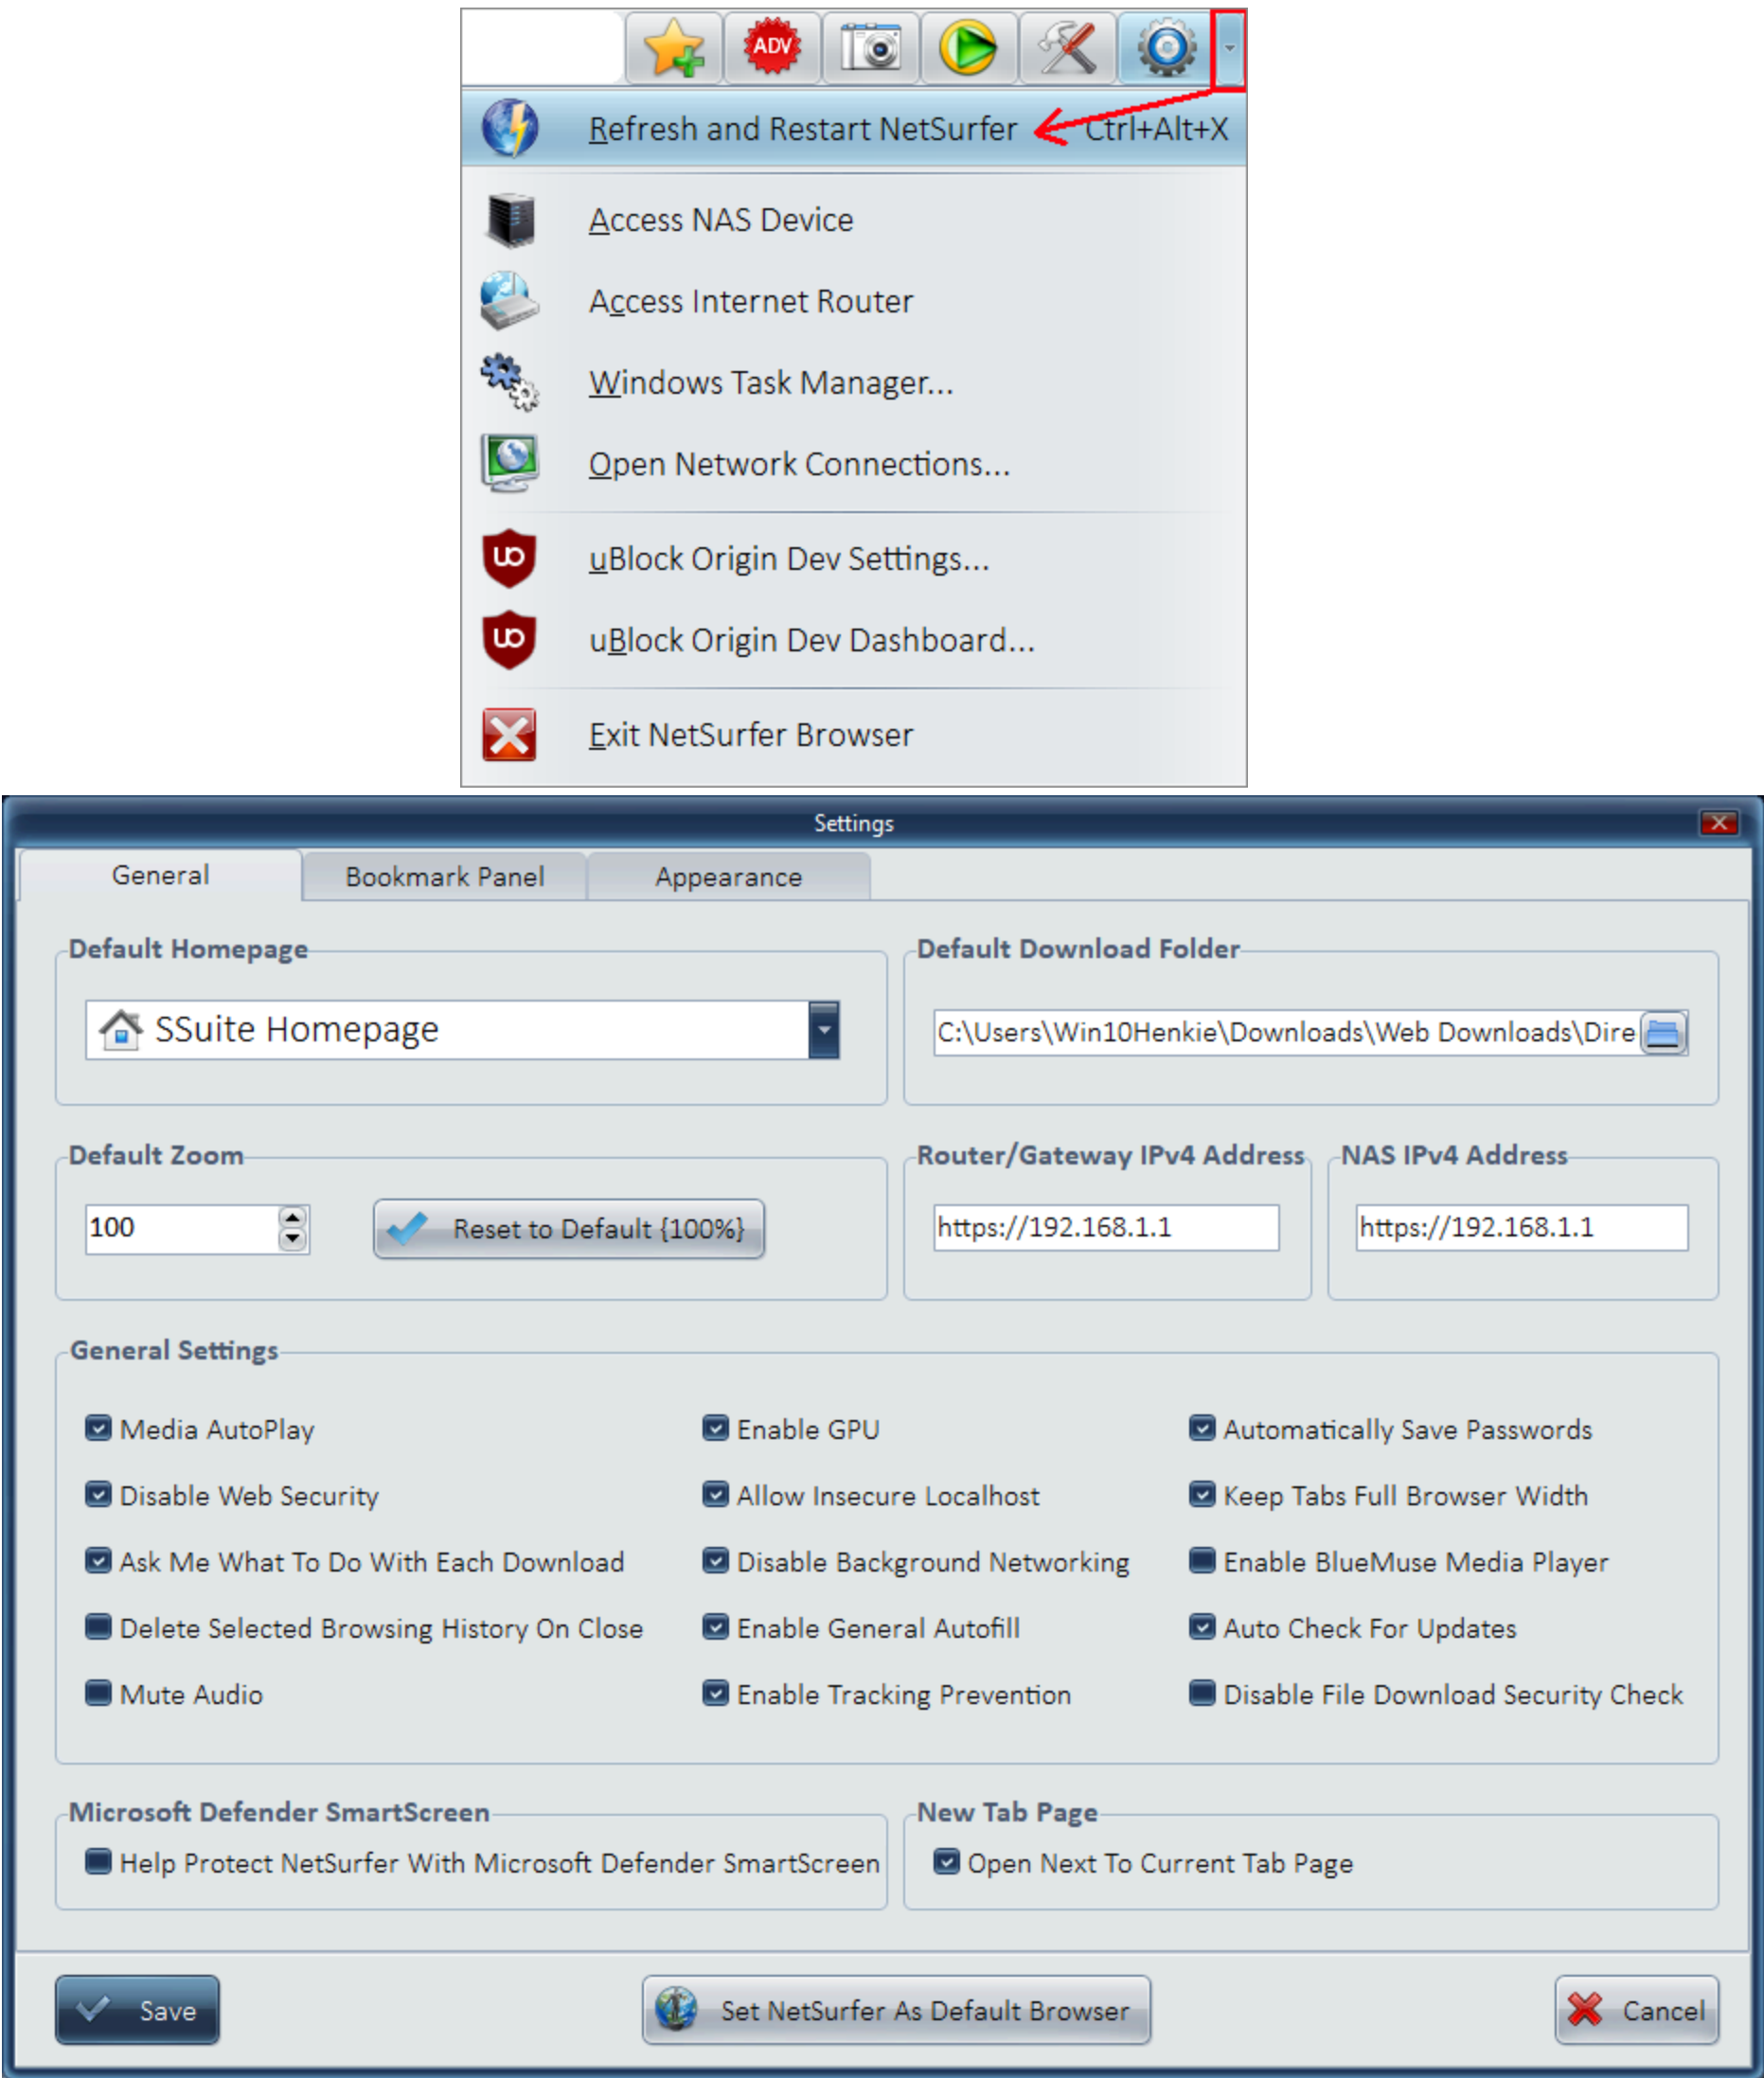 ADV
Refresh and Restart NetSurfer Ctrl+Alt+X
Access NAS Device
Access Internet Router
Windows Task Manager...
Open Network Connections...
uBlock Origin Dev Settings...
uBlock Origin Dev Dashboard...
Exit NetSurfer Browser
Settings
General Bookmark Panel Appearance
Default Homepage Default Download Folder
SSuite Homepage C:\Users\Win10Henkie\Downloads\Web Downloads\Dire
Default Zoom Router/Gateway IPv4 Address NAS IPv4 Address
100 Reset to Default {100%} https://192.168.1.1 https://192.168.1.1
General Settings
Media AutoPlay Enable GPU Automatically Save Passwords
Disable Web Security Allow Insecure Localhost Keep Tabs Full Browser Width
Ask Me What To Do With Each Download Disable Background Networking Enable BlueMuse Media Player
Delete Selected Browsing History On Close Enable General Autofill Auto Check For Updates
Mute Audio Enable Tracking Prevention Disable File Download Security Check
Microsoft Defender SmartScreen New Tab Page
Help Protect NetSurfer With Microsoft Defender SmartScreen Open Next To Current Tab Page
Save Set NetSurfer As Default Browser Cancel